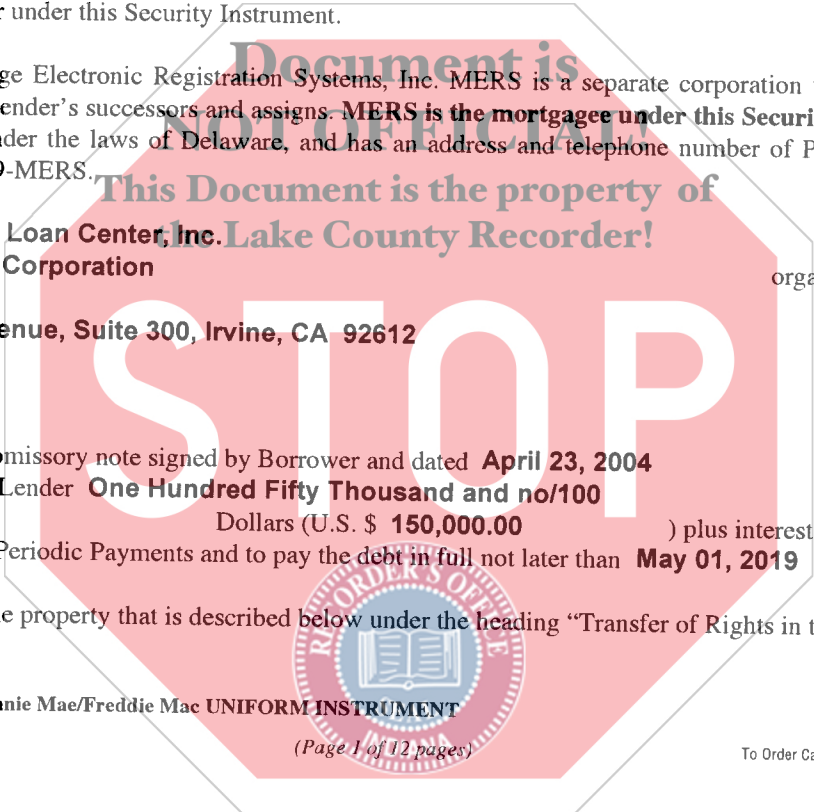 r under this Security Instrument.
Document is
ge Electronic Registration Systems, Inc. MERS is a separate corporation
ender's successors and assigns. MERS is the mortgagee under this Securi
NOT OFFICIAL!
der the laws of Delaware, and has an address and telephone number of P
9-MERS.
This Document is the property of
the Lake County Recorder!
Loan Center, Inc.
Corporation
orga
enue, Suite 300, Irvine, CA 92612
STOP
omissory note signed by Borrower and dated April 23, 2004
Lender One Hundred Fifty Thousand and no/100
Dollars (U.S. $ 150,000.00 ) plus interest
Periodic Payments and to pay the debt in full not later than May 01, 2019
e property that is described below under the heading “Transfer of Rights in t
RECORDER'S OFFICE
nnie Mae/Freddie Mac UNIFORM INSTRUMENT
INDIANA
(Page 1 of 12 pages)
To Order Ca